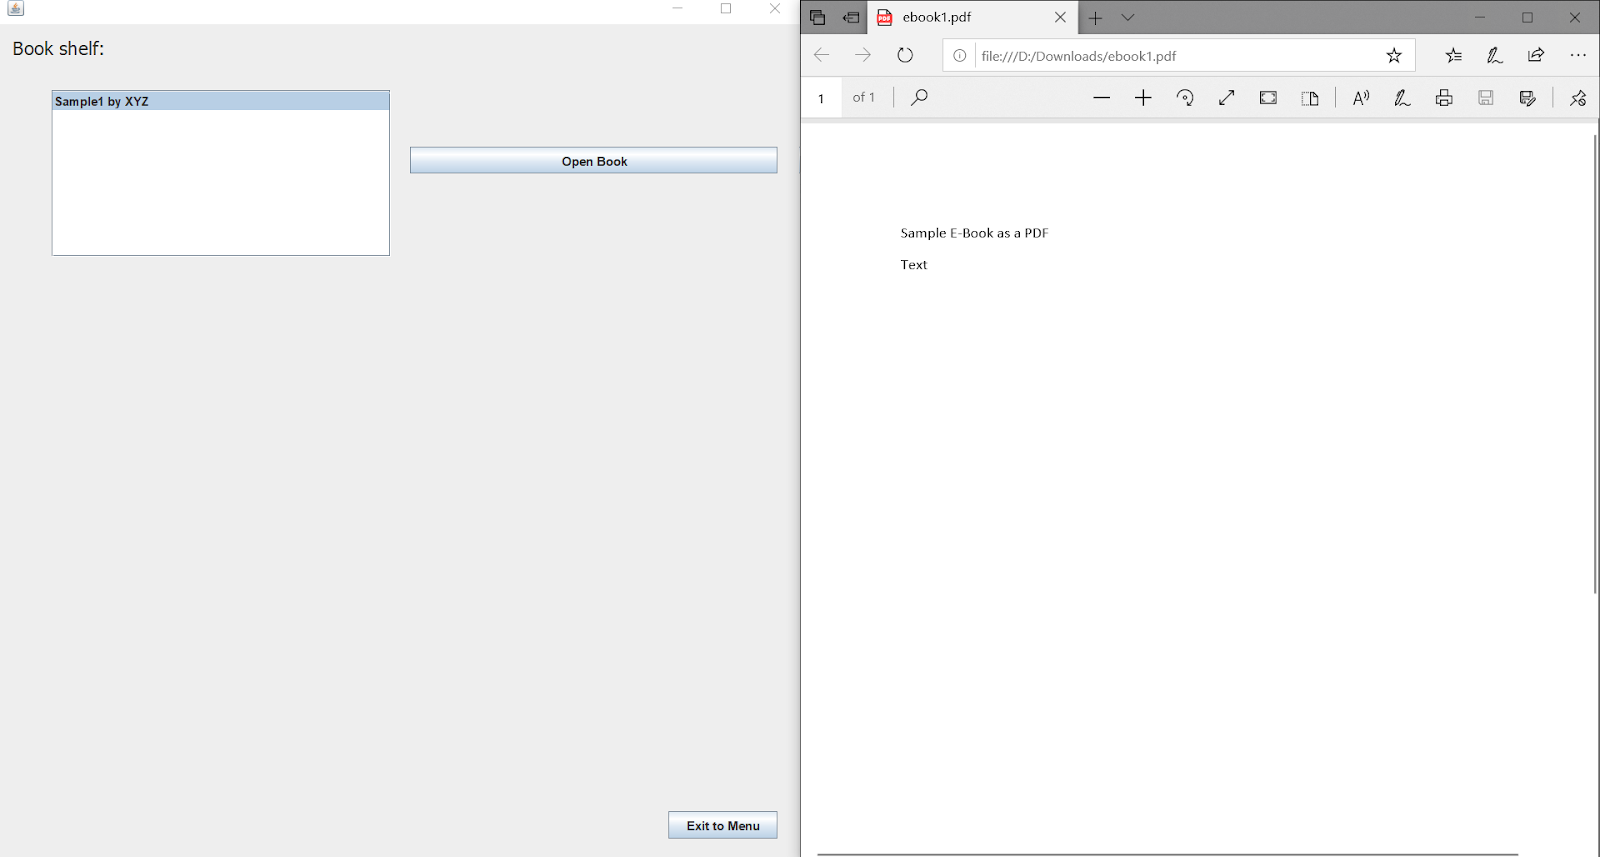 Book shelf:
Sample1 by XYZ
Open Book
Exit to Menu
PDF
ebook1.pdf
file:///D:/Downloads/ebook1.pdf
1 of 1
A
Sample E-Book as a PDF
Text